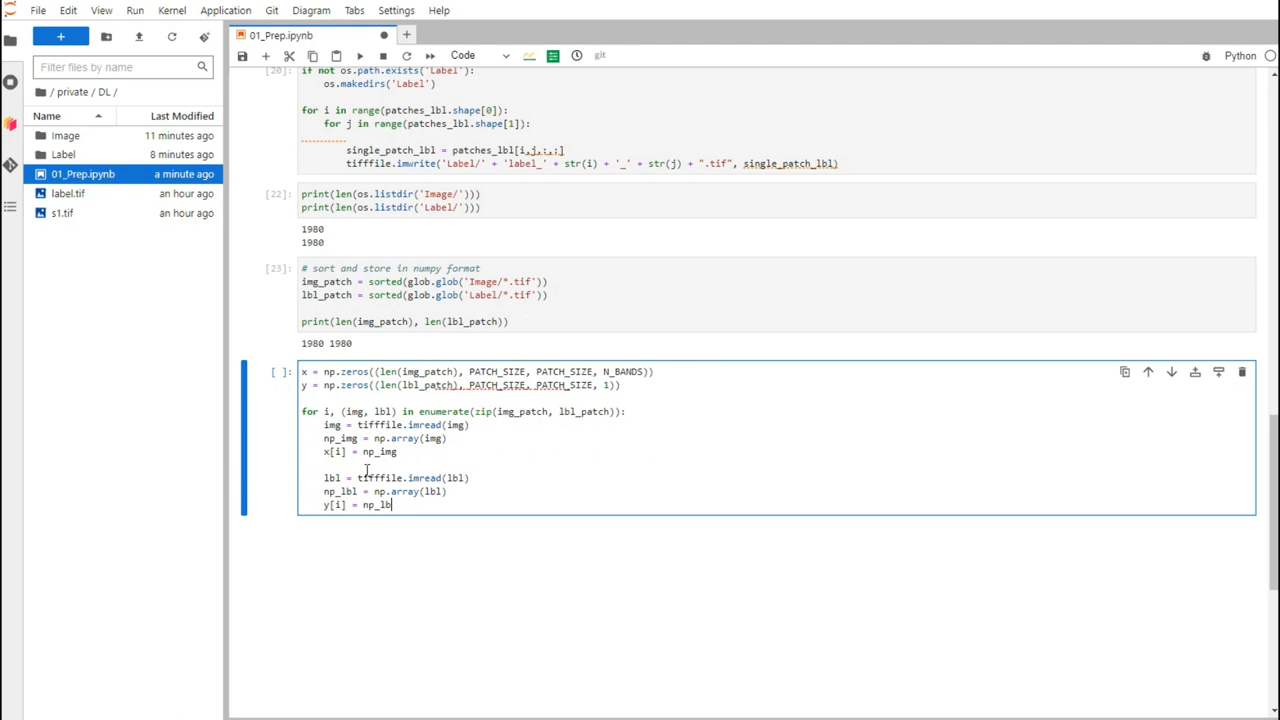 File Edit View Run Kernel Application Git Diagram Tabs Settings Help
+
Filter files by name
/ private / DL /
Name Last Modified
Image 11 minutes ago
Label 8 minutes ago
01_Prep.ipynb a minute ago
label.tif an hour ago
s1.tif an hour ago
01_Prep.ipynb
Code git Python
[20]: if not os.path.exists('Label'):
os.makedirs('Label')
for i in range(patches_lbl.shape[0]):
for j in range(patches_lbl.shape[1]):
single_patch_lbl = patches_lbl[i,j,:,:]
tifffile.imwrite('Label/' + 'label_' + str(i) + '_' + str(j) + ".tif", single_patch_lbl)
[22]: print(len(os.listdir('Image/')))
print(len(os.listdir('Label/')))
1980
1980
[23]: # sort and store in numpy format
img_patch = sorted(glob.glob('Image/*.tif'))
lbl_patch = sorted(glob.glob('Label/*.tif'))
print(len(img_patch), len(lbl_patch))
1980 1980
[ ]: x = np.zeros((len(img_patch), PATCH_SIZE, PATCH_SIZE, N_BANDS))
y = np.zeros((len(lbl_patch), PATCH_SIZE, PATCH_SIZE, 1))
for i, (img, lbl) in enumerate(zip(img_patch, lbl_patch)):
img = tifffile.imread(img)
np_img = np.array(img)
x[i] = np_img
lbl = tifffile.imread(lbl)
np_lbl = np.array(lbl)
y[i] = np_lb